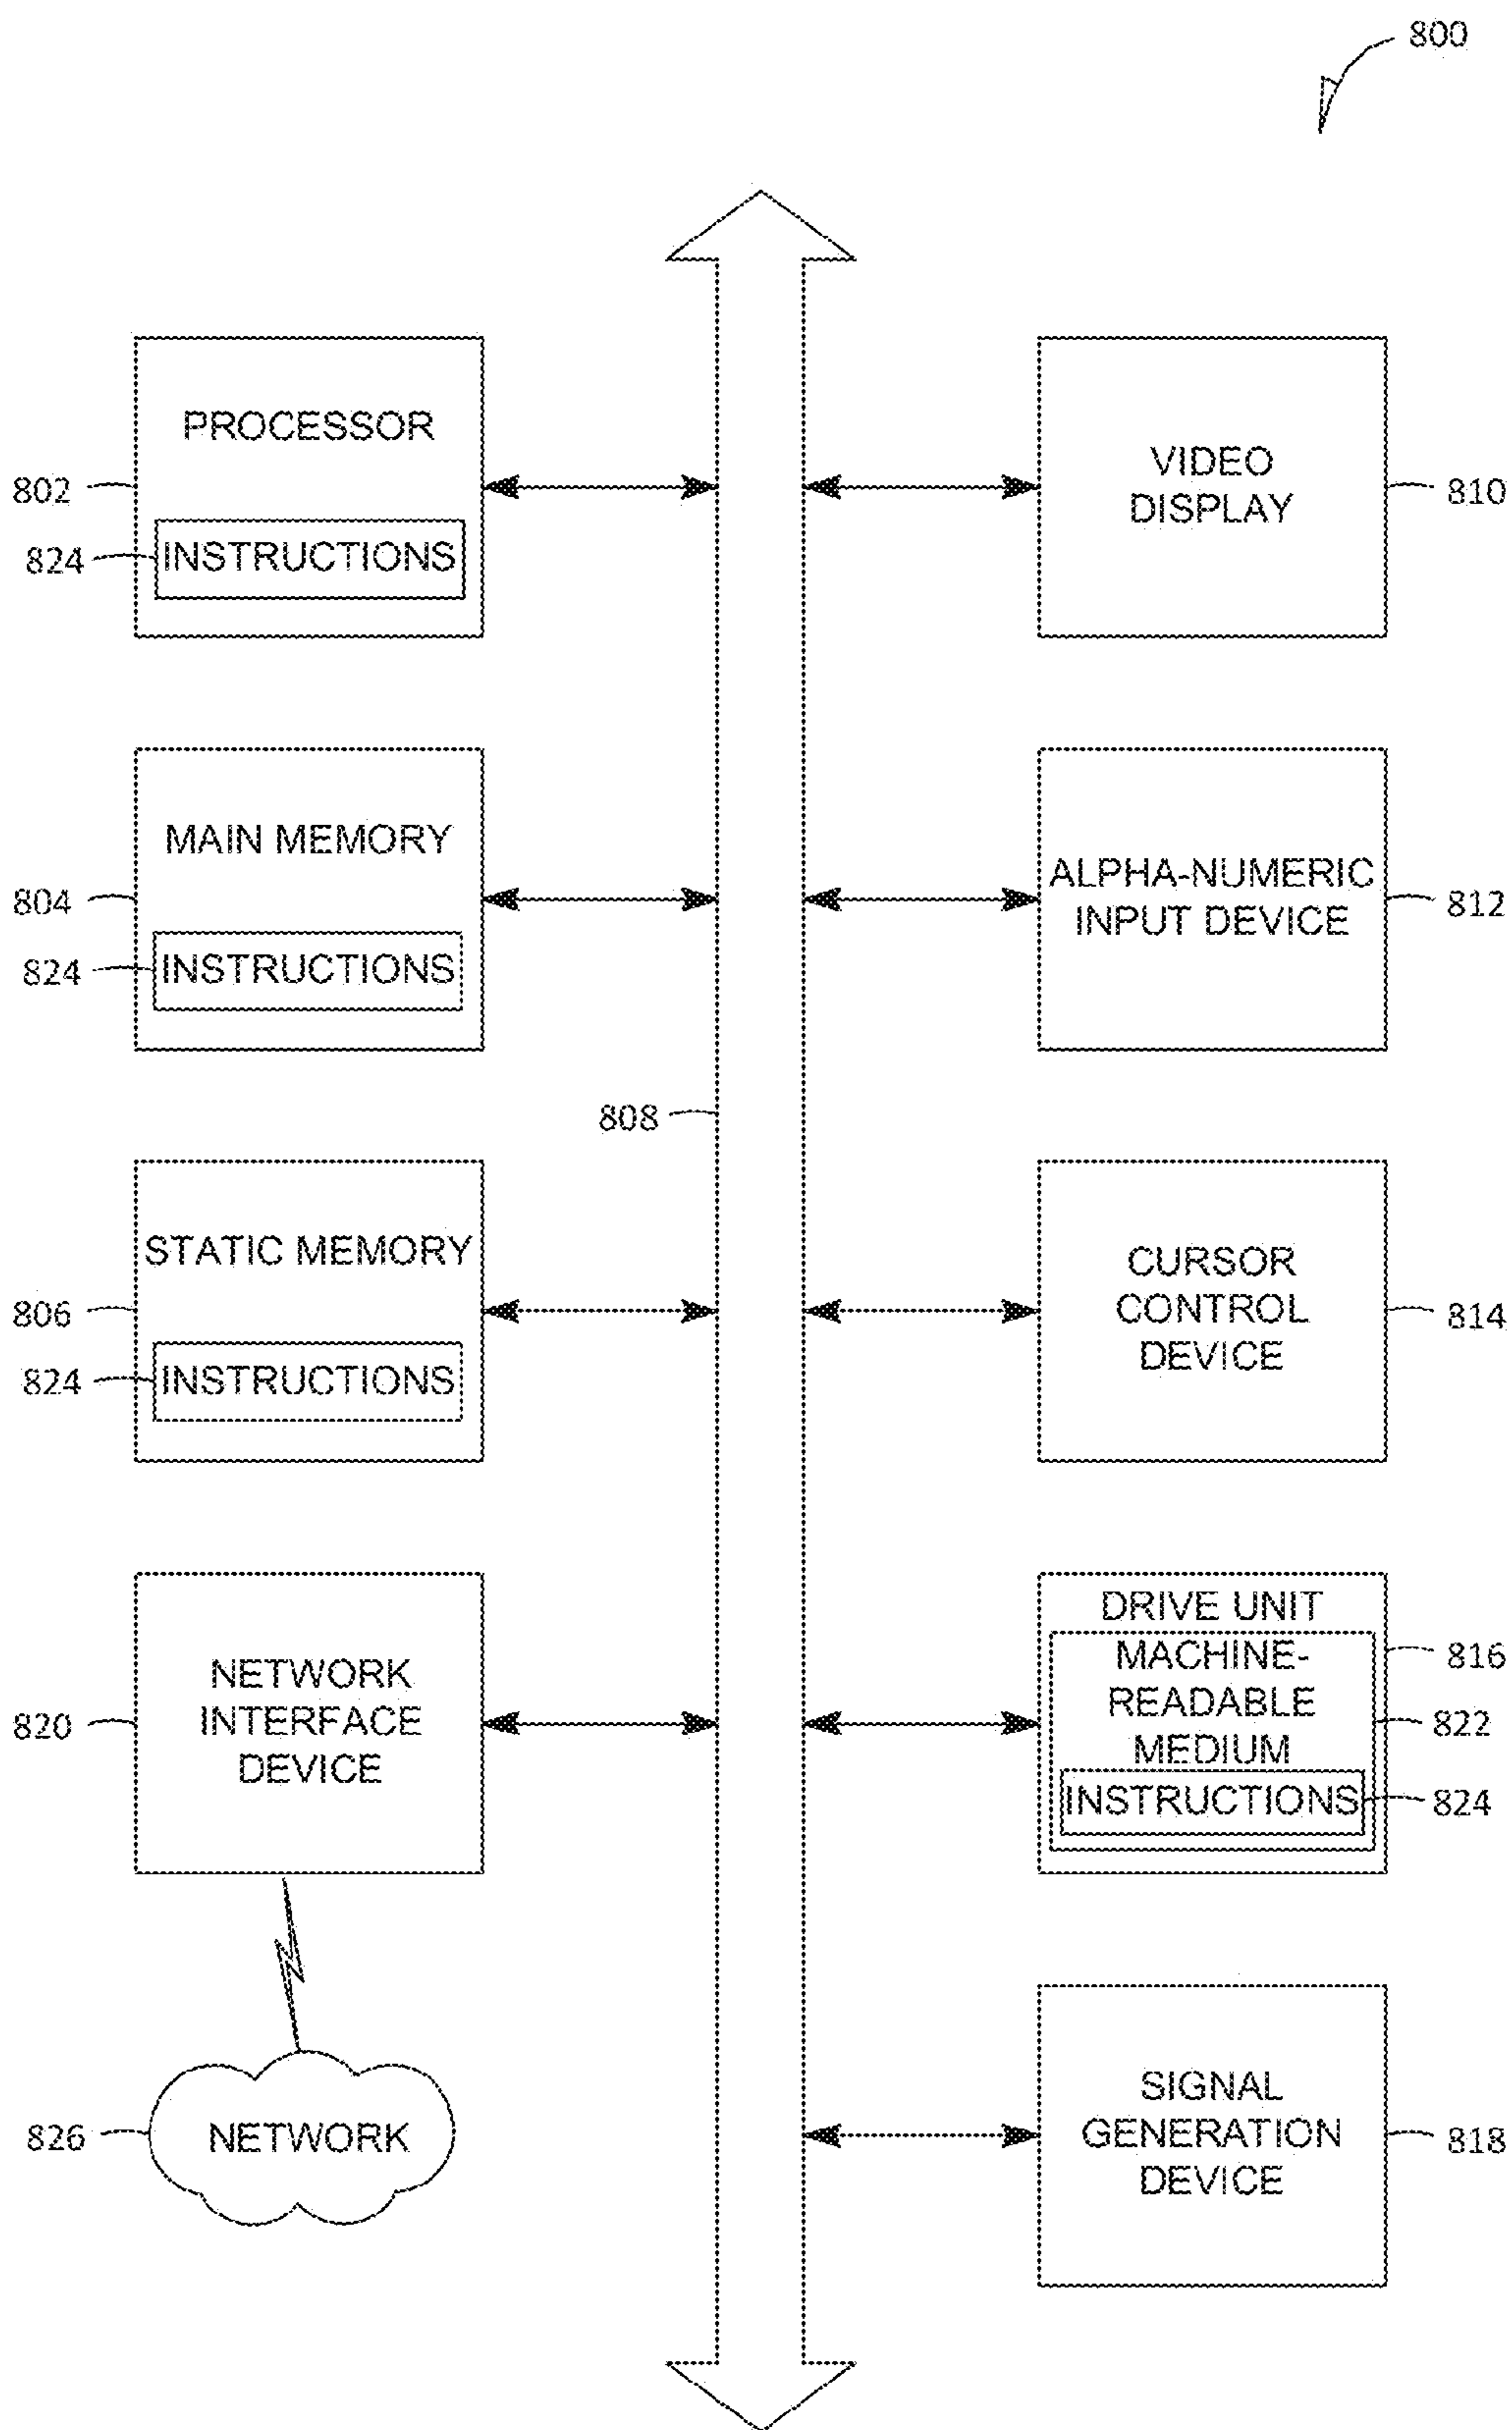 800
PROCESSOR
802
824
INSTRUCTIONS
VIDEO
DISPLAY
810
MAIN MEMORY
804
824
INSTRUCTIONS
ALPHA-NUMERIC
INPUT DEVICE
812
808
STATIC MEMORY
806
824
INSTRUCTIONS
CURSOR
CONTROL
DEVICE
814
NETWORK
INTERFACE
DEVICE
820
DRIVE UNIT
816
MACHINE-
READABLE
MEDIUM
822
INSTRUCTIONS
824
826
NETWORK
SIGNAL
GENERATION
DEVICE
818